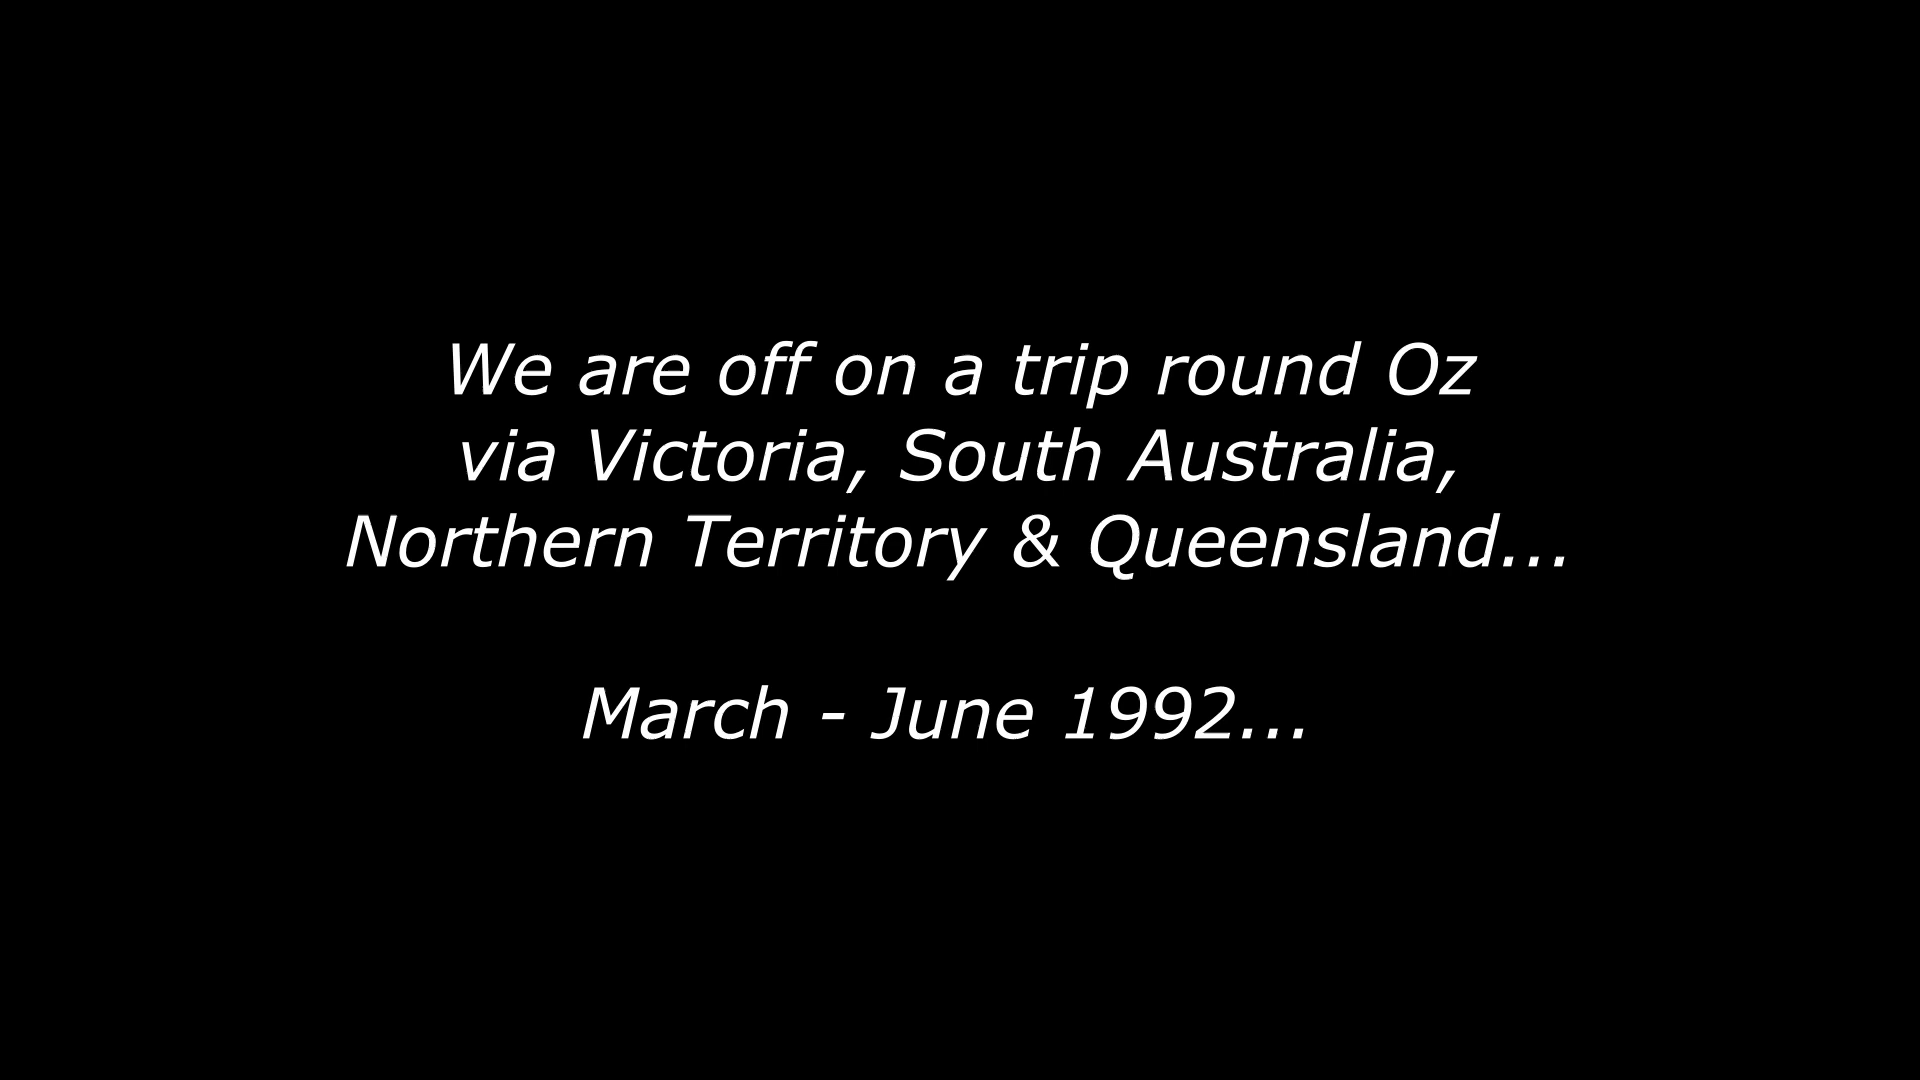 We are off on a trip round Oz
via Victoria, South Australia,
Northern Territory & Queensland...
March - June 1992...